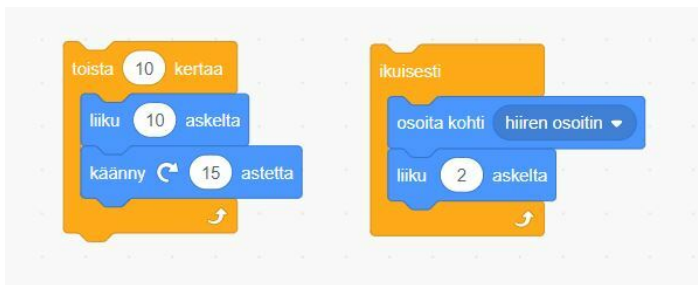 toista 10 kertaa
liiku 10 askelta
käänny 15 astetta
ikuisesti
osoita kohti hiiren osoitin
liiku 2 askelta